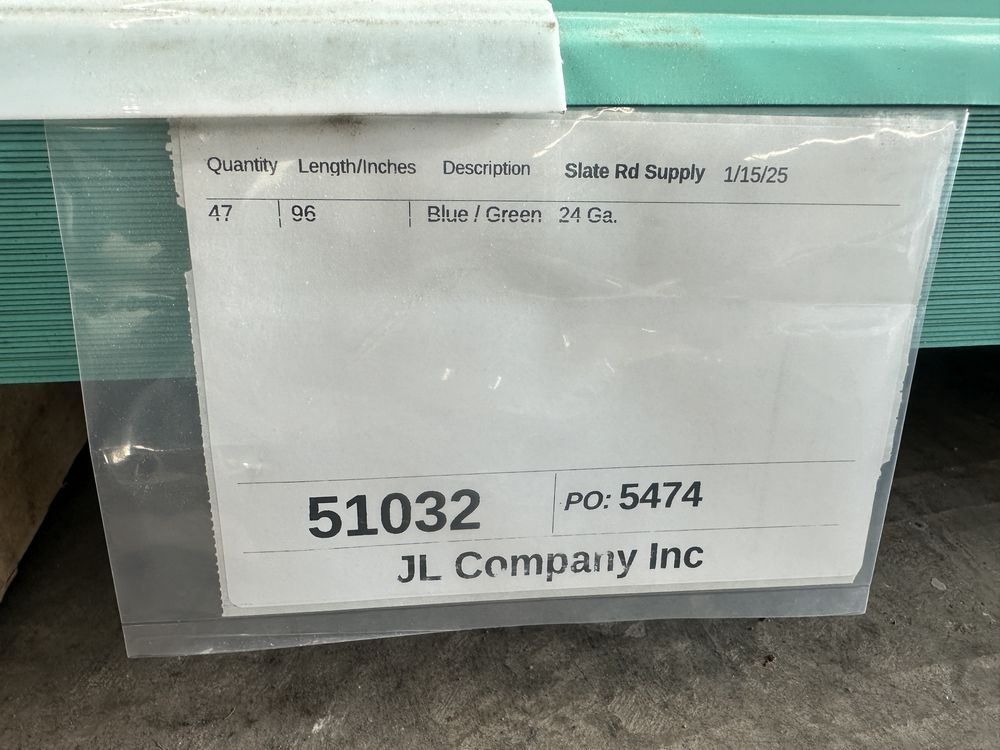 Quantity Length/Inches Description Slate Rd Supply 1/15/25
47 96 Blue / Green 24 Ga.
51032 PO: 5474
JL Company Inc